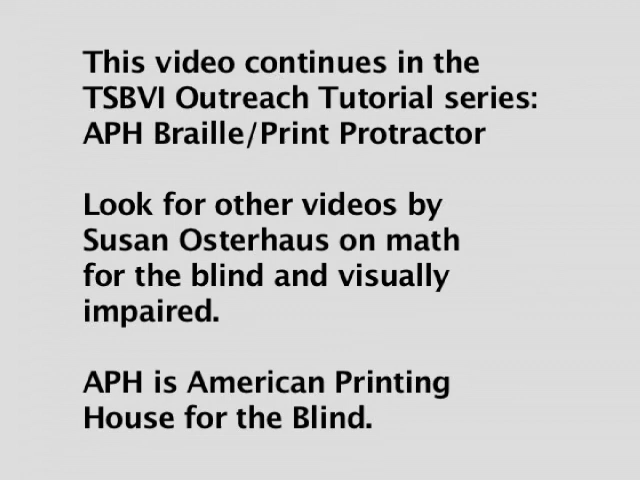 This video continues in the
TSBVI Outreach Tutorial series:
APH Braille/Print Protractor
Look for other videos by
Susan Osterhaus on math
for the blind and visually
impaired.
APH is American Printing
House for the Blind.